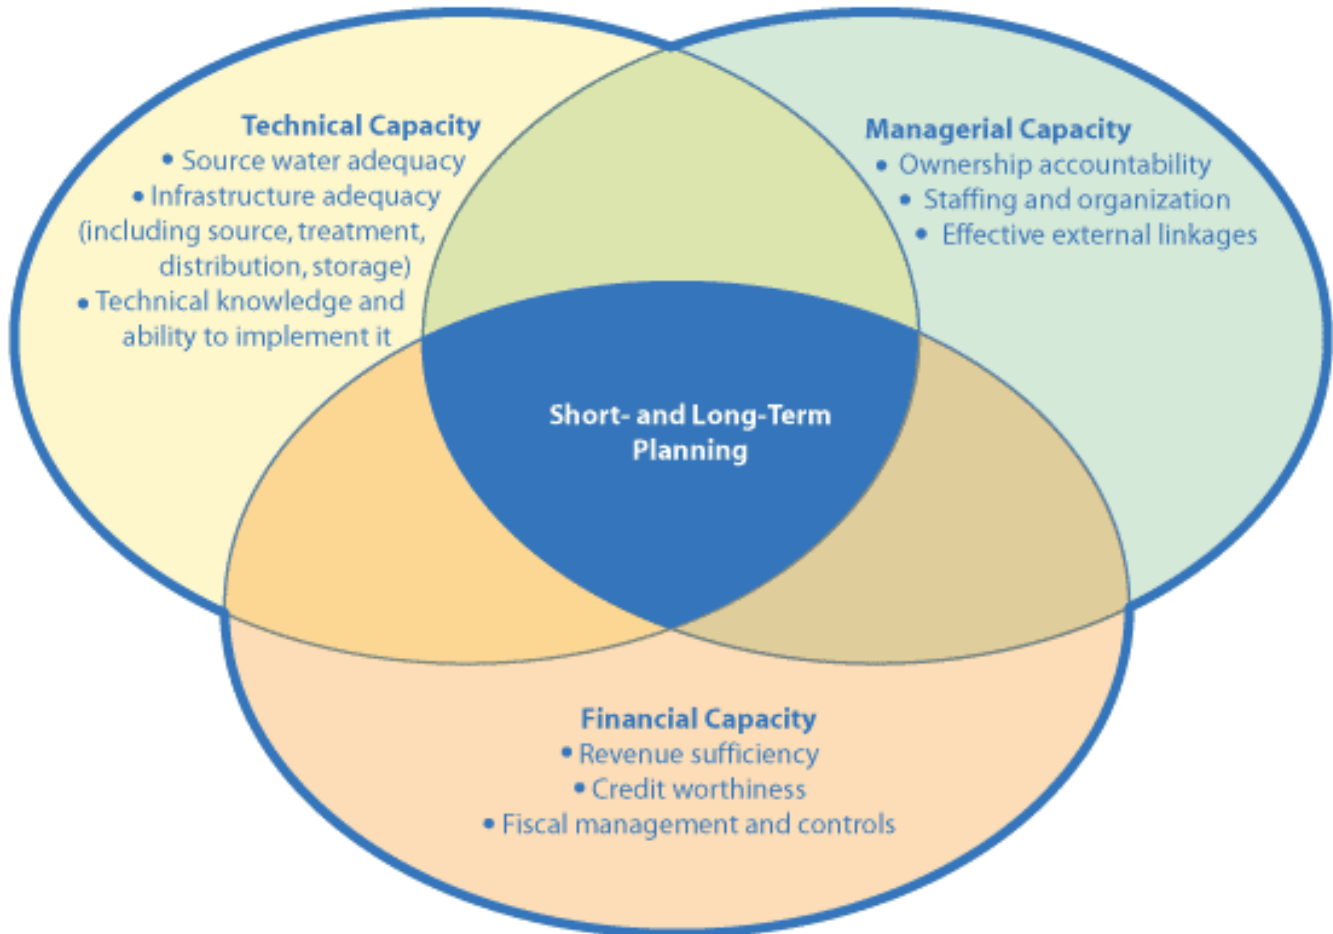 Technical Capacity
• Source water adequacy
• Infrastructure adequacy
(including source, treatment,
distribution, storage)
• Technical knowledge and
ability to implement it
Managerial Capacity
• Ownership accountability
• Staffing and organization
• Effective external linkages
Short- and Long-Term
Planning
Financial Capacity
• Revenue sufficiency
• Credit worthiness
• Fiscal management and controls